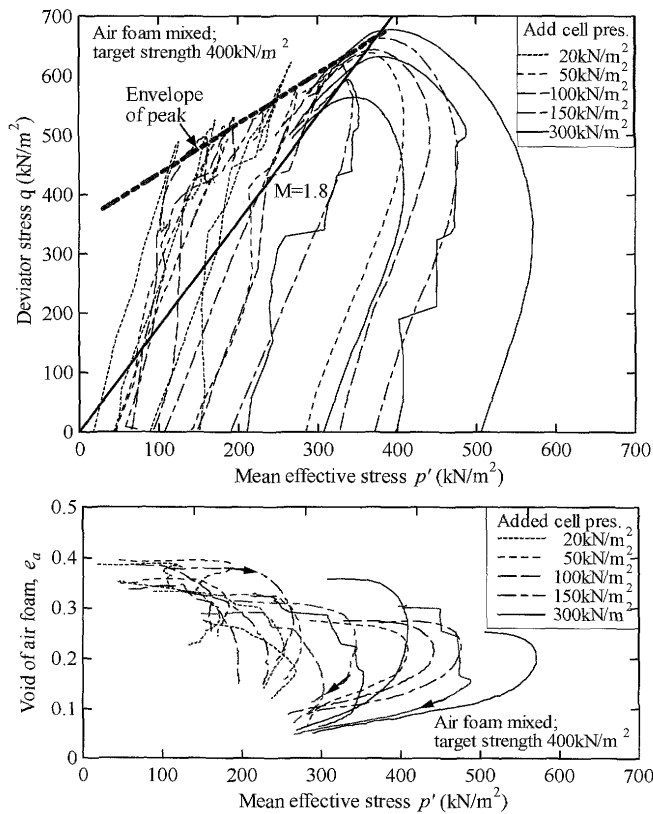 Air foam mixed;
target strength 400kN/m²
Add cell pres.
20kN/m²
50kN/m²
100kN/m²
150kN/m²
300kN/m²
Envelope
of peak
M=1.8
Deviator stress q (kN/m²)
700
600
500
400
300
200
100
0
0 100 200 300 400 500 600 700
Mean effective stress p' (kN/m²)
Added cell pres.
20kN/m²
50kN/m²
100kN/m²
150kN/m²
300kN/m²
Void of air foam, eₐ
0.5
0.4
0.3
0.2
0.1
0
Air foam mixed;
target strength 400kN/m²
0 100 200 300 400 500 600 700
Mean effective stress p' (kN/m²)